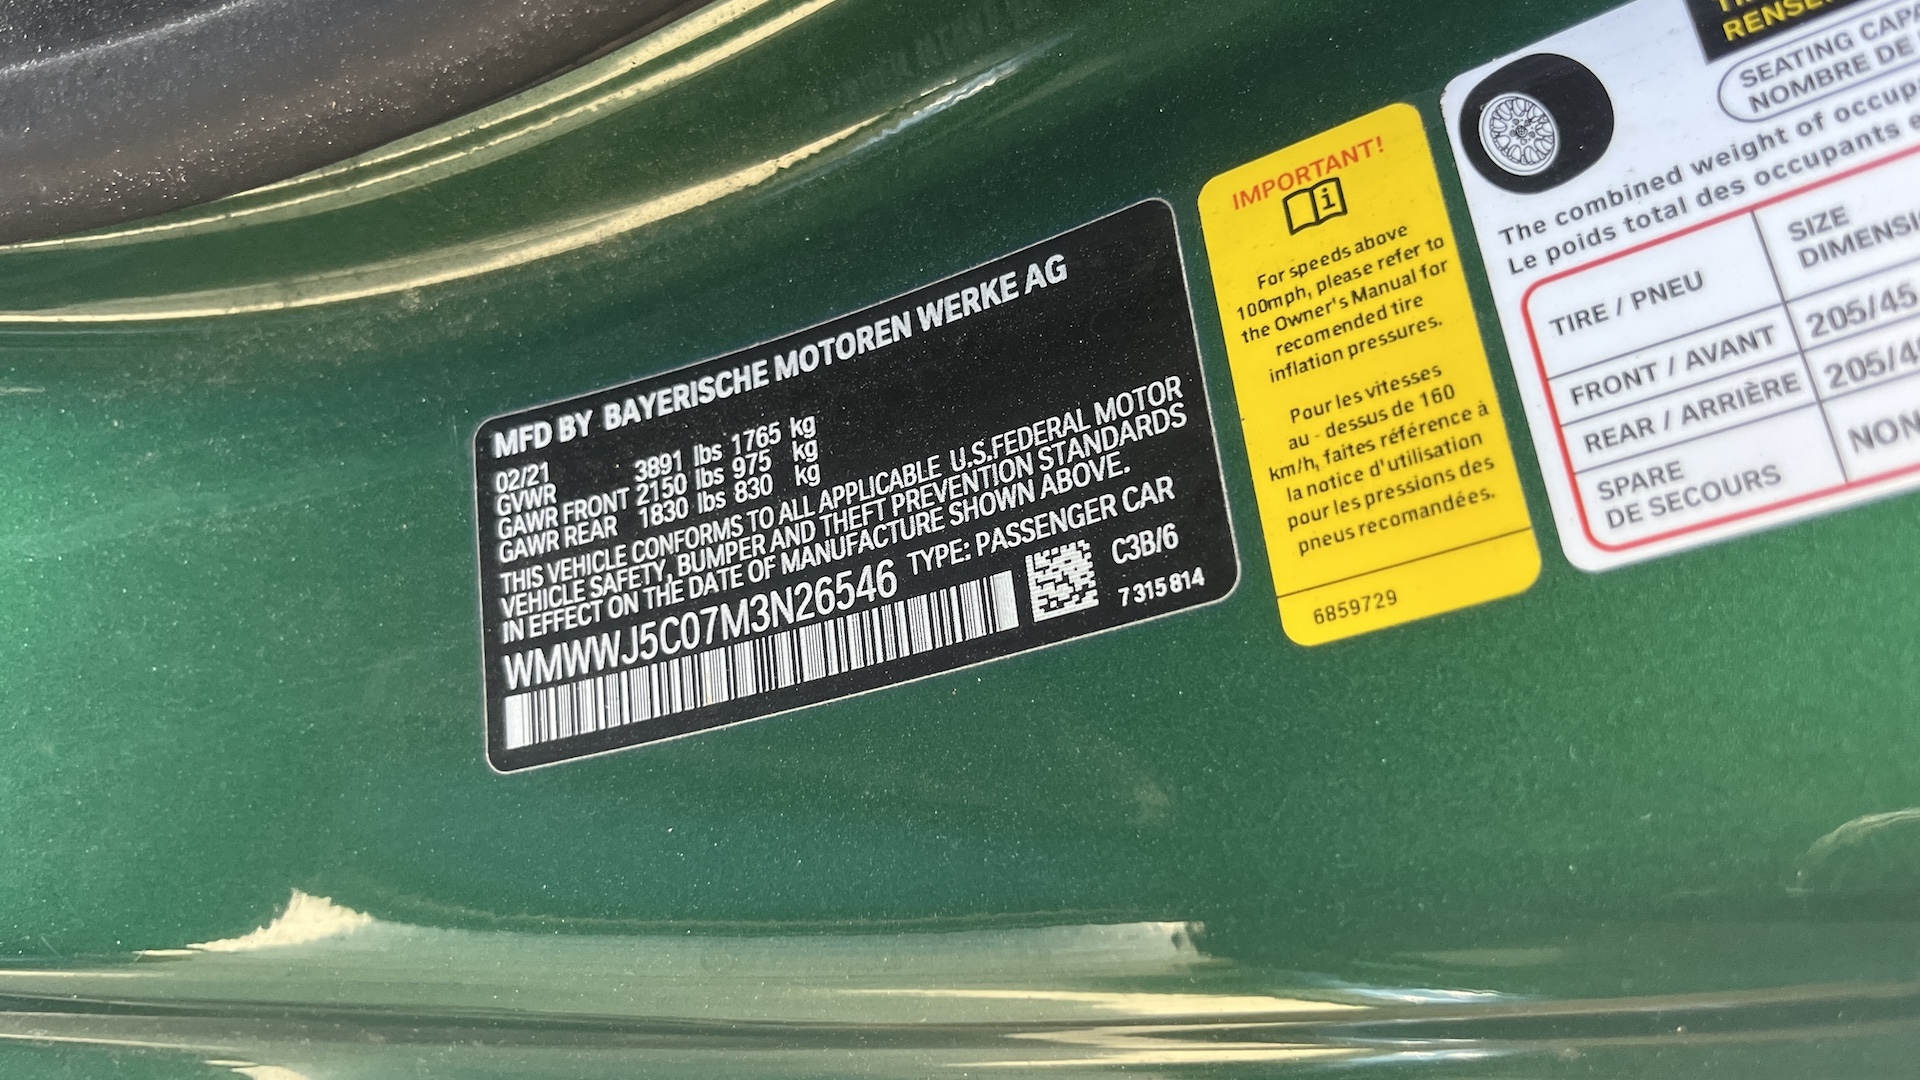 MFD BY BAYERISCHE MOTOREN WERKE AG
02/21
GVWR 3891 lbs 1765 kg
GAWR FRONT 2150 lbs 975 kg
GAWR REAR 1830 lbs 830 kg
THIS VEHICLE CONFORMS TO ALL APPLICABLE U.S.FEDERAL MOTOR
VEHICLE SAFETY, BUMPER AND THEFT PREVENTION STANDARDS
IN EFFECT ON THE DATE OF MANUFACTURE SHOWN ABOVE.
WMWWJ5C07M3N26546 TYPE: PASSENGER CAR
C3B/6
7 315 814
IMPORTANT!
For speeds above
100mph, please refer to
the Owner's Manual for
recomended tire
inflation pressures.
Pour les vitesses
au - dessus de 160
km/h, faites référence à
la notice d'utilisation
pour les pressions des
pneus recomandées.
6859729
SEATING
NOMBRE DE
The combined weight of
Le poids total des occupants
TIRE / PNEU
SIZE
FRONT / AVANT 205/45
REAR / ARRIÈRE
SPARE
DE SECOURS